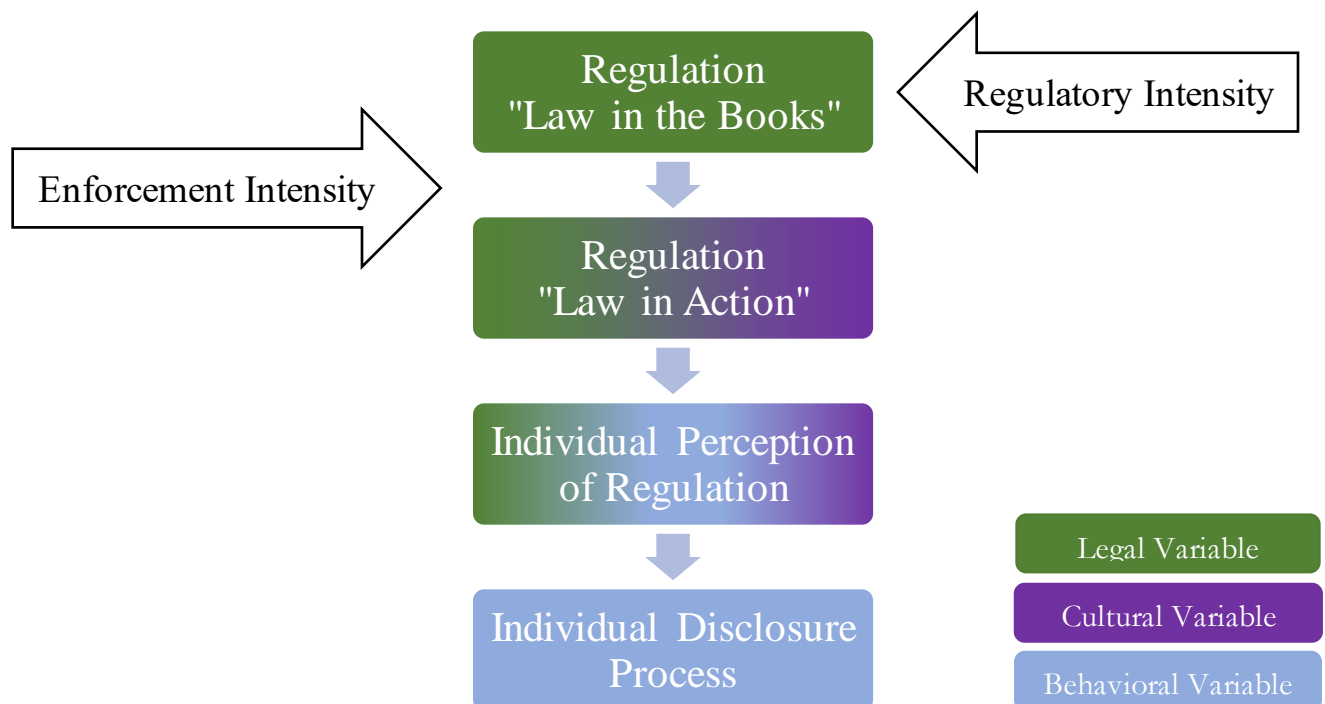 Regulation
"Law in the Books"
Regulatory Intensity
Enforcement Intensity
Regulation
"Law in Action"
Individual Perception
of Regulation
Individual Disclosure
Process
Legal Variable
Cultural Variable
Behavioral Variable